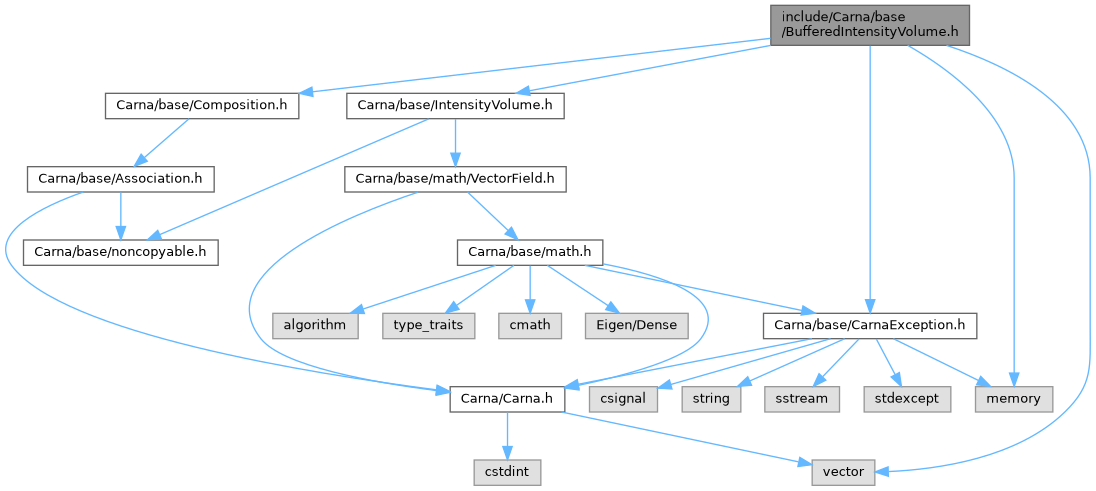 include/Carna/base
/BufferedIntensityVolume.h
Carna/base/Composition.h
Carna/base/IntensityVolume.h
Carna/base/Association.h
Carna/base/math/VectorField.h
Carna/base/noncopyable.h
Carna/base/math.h
algorithm
type_traits
cmath
Eigen/Dense
Carna/base/CarnaException.h
Carna/Carna.h
csignal
string
sstream
stdexcept
memory
cstdint
vector